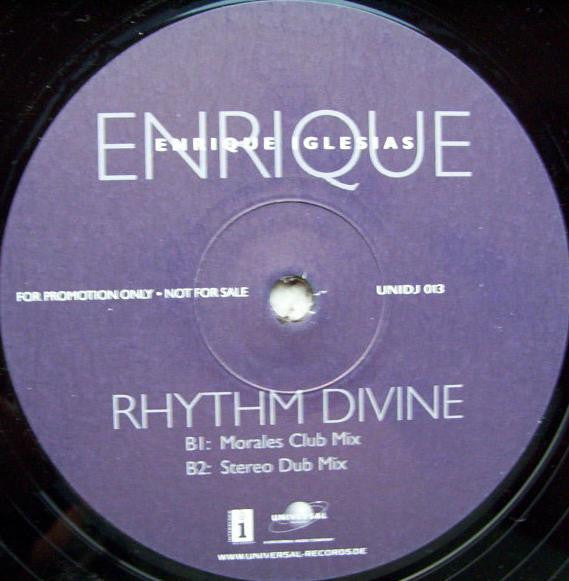 ENRIQUE
ENRIQUE IGLESIAS
FOR PROMOTION ONLY - NOT FOR SALE
UNIDJ 013
RHYTHM DIVINE
B1: Morales Club Mix
B2: Stereo Dub Mix
1
UNIVERSAL
WWW.UNIVERSAL-RECORDS.DE